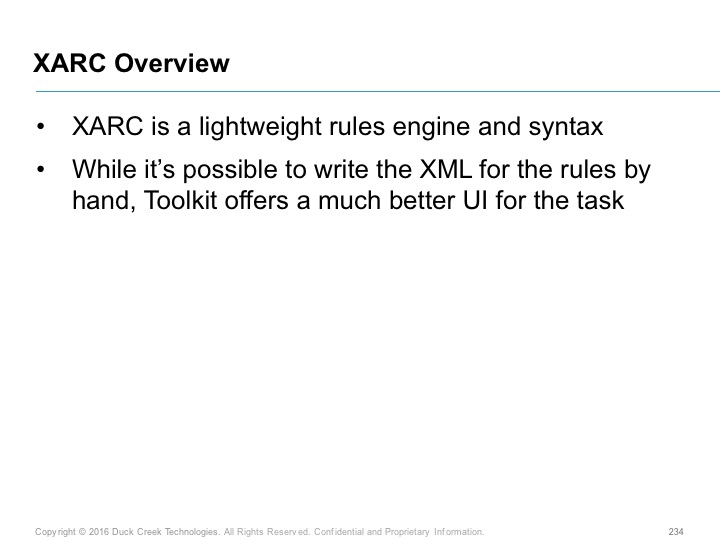 XARC Overview
• XARC is a lightweight rules engine and syntax
• While it’s possible to write the XML for the rules by
hand, Toolkit offers a much better UI for the task
Copyright © 2016 Duck Creek Technologies. All Rights Reserved. Confidential and Proprietary Information. 234